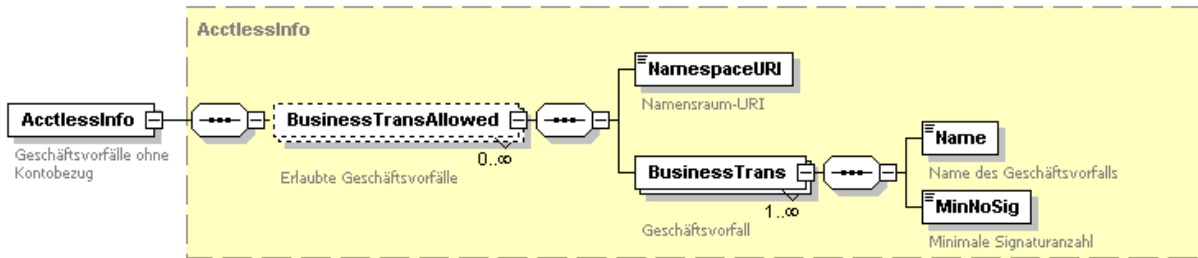 AcctlessInfo
AcctlessInfo
Geschäftsvorfälle ohne
Kontobezug
BusinessTransAllowed
0..∞
Erlaubte Geschäftsvorfälle
NamespaceURI
Namensraum-URI
BusinessTrans
1..∞
Geschäftsvorfall
Name
Name des Geschäftsvorfalls
MinNoSig
Minimale Signaturanzahl